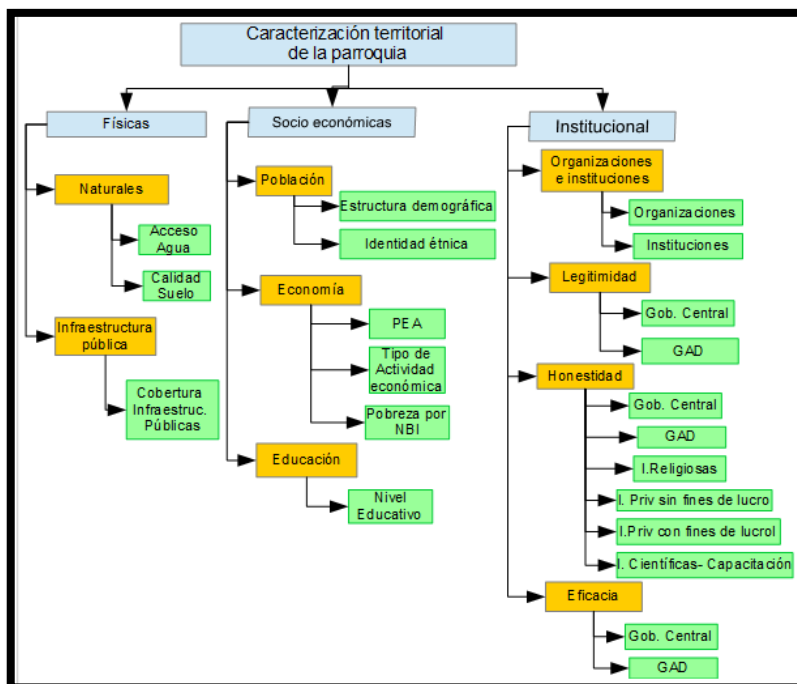 Caracterización territorial
de la parroquia
Físicas
Naturales
Acceso
Agua
Calidad
Suelo
Infraestructura
pública
Cobertura
Infraestruc.
Públicas
Socio económicas
Población
Estructura demográfica
Identidad étnica
Economía
PEA
Tipo de
Actividad
económica
Pobreza por
NBI
Educación
Nivel
Educativo
Institucional
Organizaciones
e instituciones
Organizaciones
Instituciones
Legitimidad
Gob. Central
GAD
Honestidad
Gob. Central
GAD
I.Religiosas
I. Priv sin fines de lucro
I.Priv con fines de lucrol
I. Científicas- Capacitación
Eficacia
Gob. Central
GAD